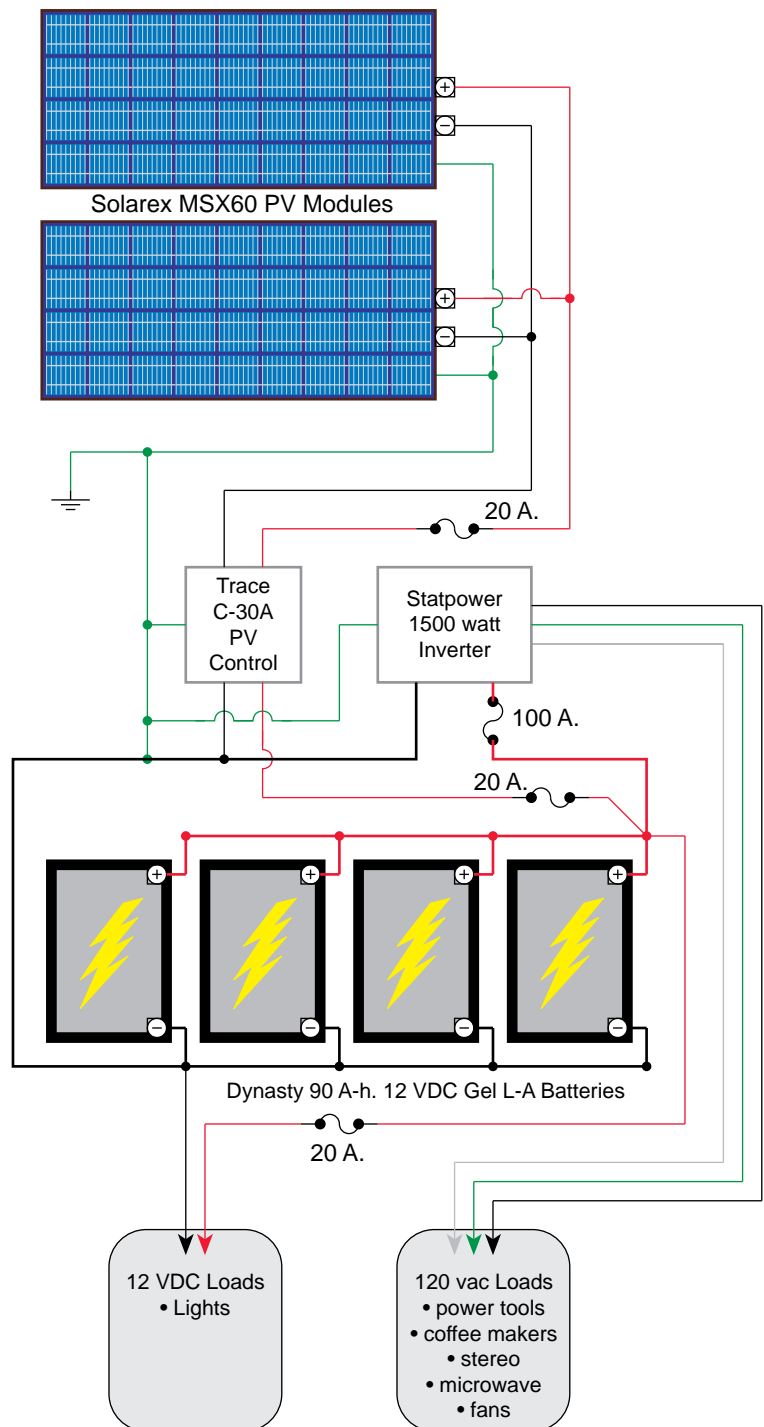 Solarex MSX60 PV Modules
20 A.
Trace
C-30A
PV
Control
Statpower
1500 watt
Inverter
100 A.
20 A.
Dynasty 90 A-h. 12 VDC Gel L-A Batteries
20 A.
12 VDC Loads
• Lights
120 vac Loads
• power tools
• coffee makers
• stereo
• microwave
• fans